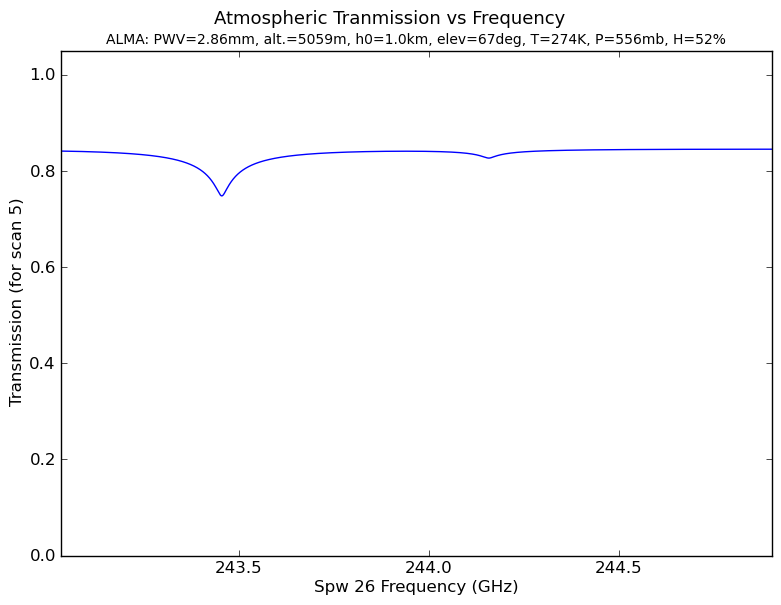 Atmospheric Tranmission vs Frequency
ALMA: PWV=2.86mm, alt.=5059m, h0=1.0km, elev=67deg, T=274K, P=556mb, H=52%
1.0
0.8
0.6
0.4
0.2
0.0
Transmission (for scan 5)
243.5 244.0 244.5
Spw 26 Frequency (GHz)